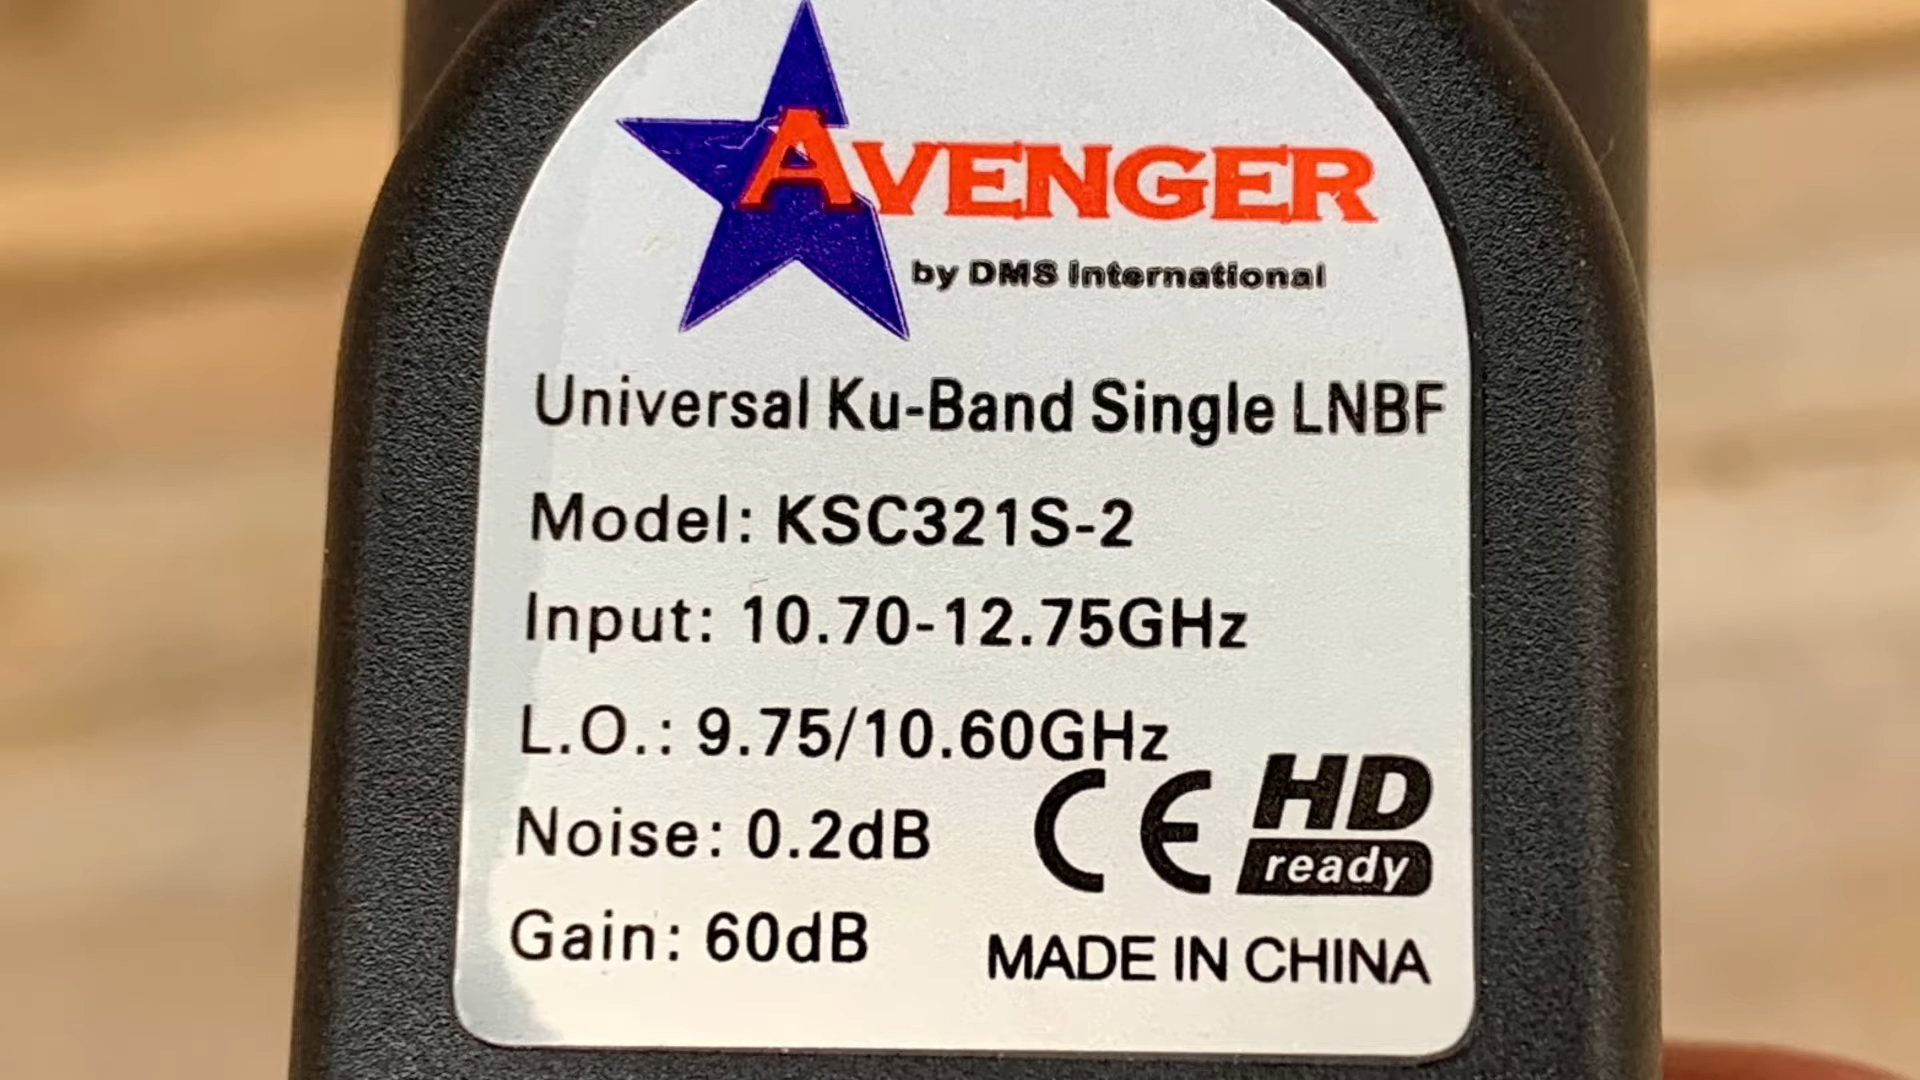 AVENGER
by DMS International
Universal Ku-Band Single LNBF
Model: KSC321S-2
Input: 10.70-12.75GHz
L.O.: 9.75/10.60GHz
Noise: 0.2dB
CE
HD
ready
Gain: 60dB
MADE IN CHINA